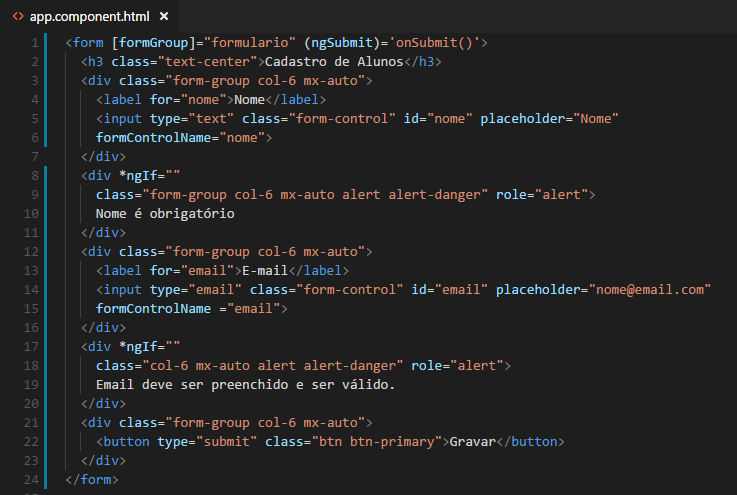 <> app.component.html ×
1 <form [formGroup]="formulario" (ngSubmit)='onSubmit()'>
2 <h3 class="text-center">Cadastro de Alunos</h3>
3 <div class="form-group col-6 mx-auto">
4 <label for="nome">Nome</label>
5 <input type="text" class="form-control" id="nome" placeholder="Nome"
6 formControlName="nome">
7 </div>
8 <div *ngIf=""
9 class="form-group col-6 mx-auto alert alert-danger" role="alert">
10 Nome é obrigatório
11 </div>
12 <div class="form-group col-6 mx-auto">
13 <label for="email">E-mail</label>
14 <input type="email" class="form-control" id="email" placeholder="nome@email.com"
15 formControlName ="email">
16 </div>
17 <div *ngIf=""
18 class="col-6 mx-auto alert alert-danger" role="alert">
19 Email deve ser preenchido e ser válido.
20 </div>
21 <div class="form-group col-6 mx-auto">
22 <button type="submit" class="btn btn-primary">Gravar</button>
23 </div>
24 </form>